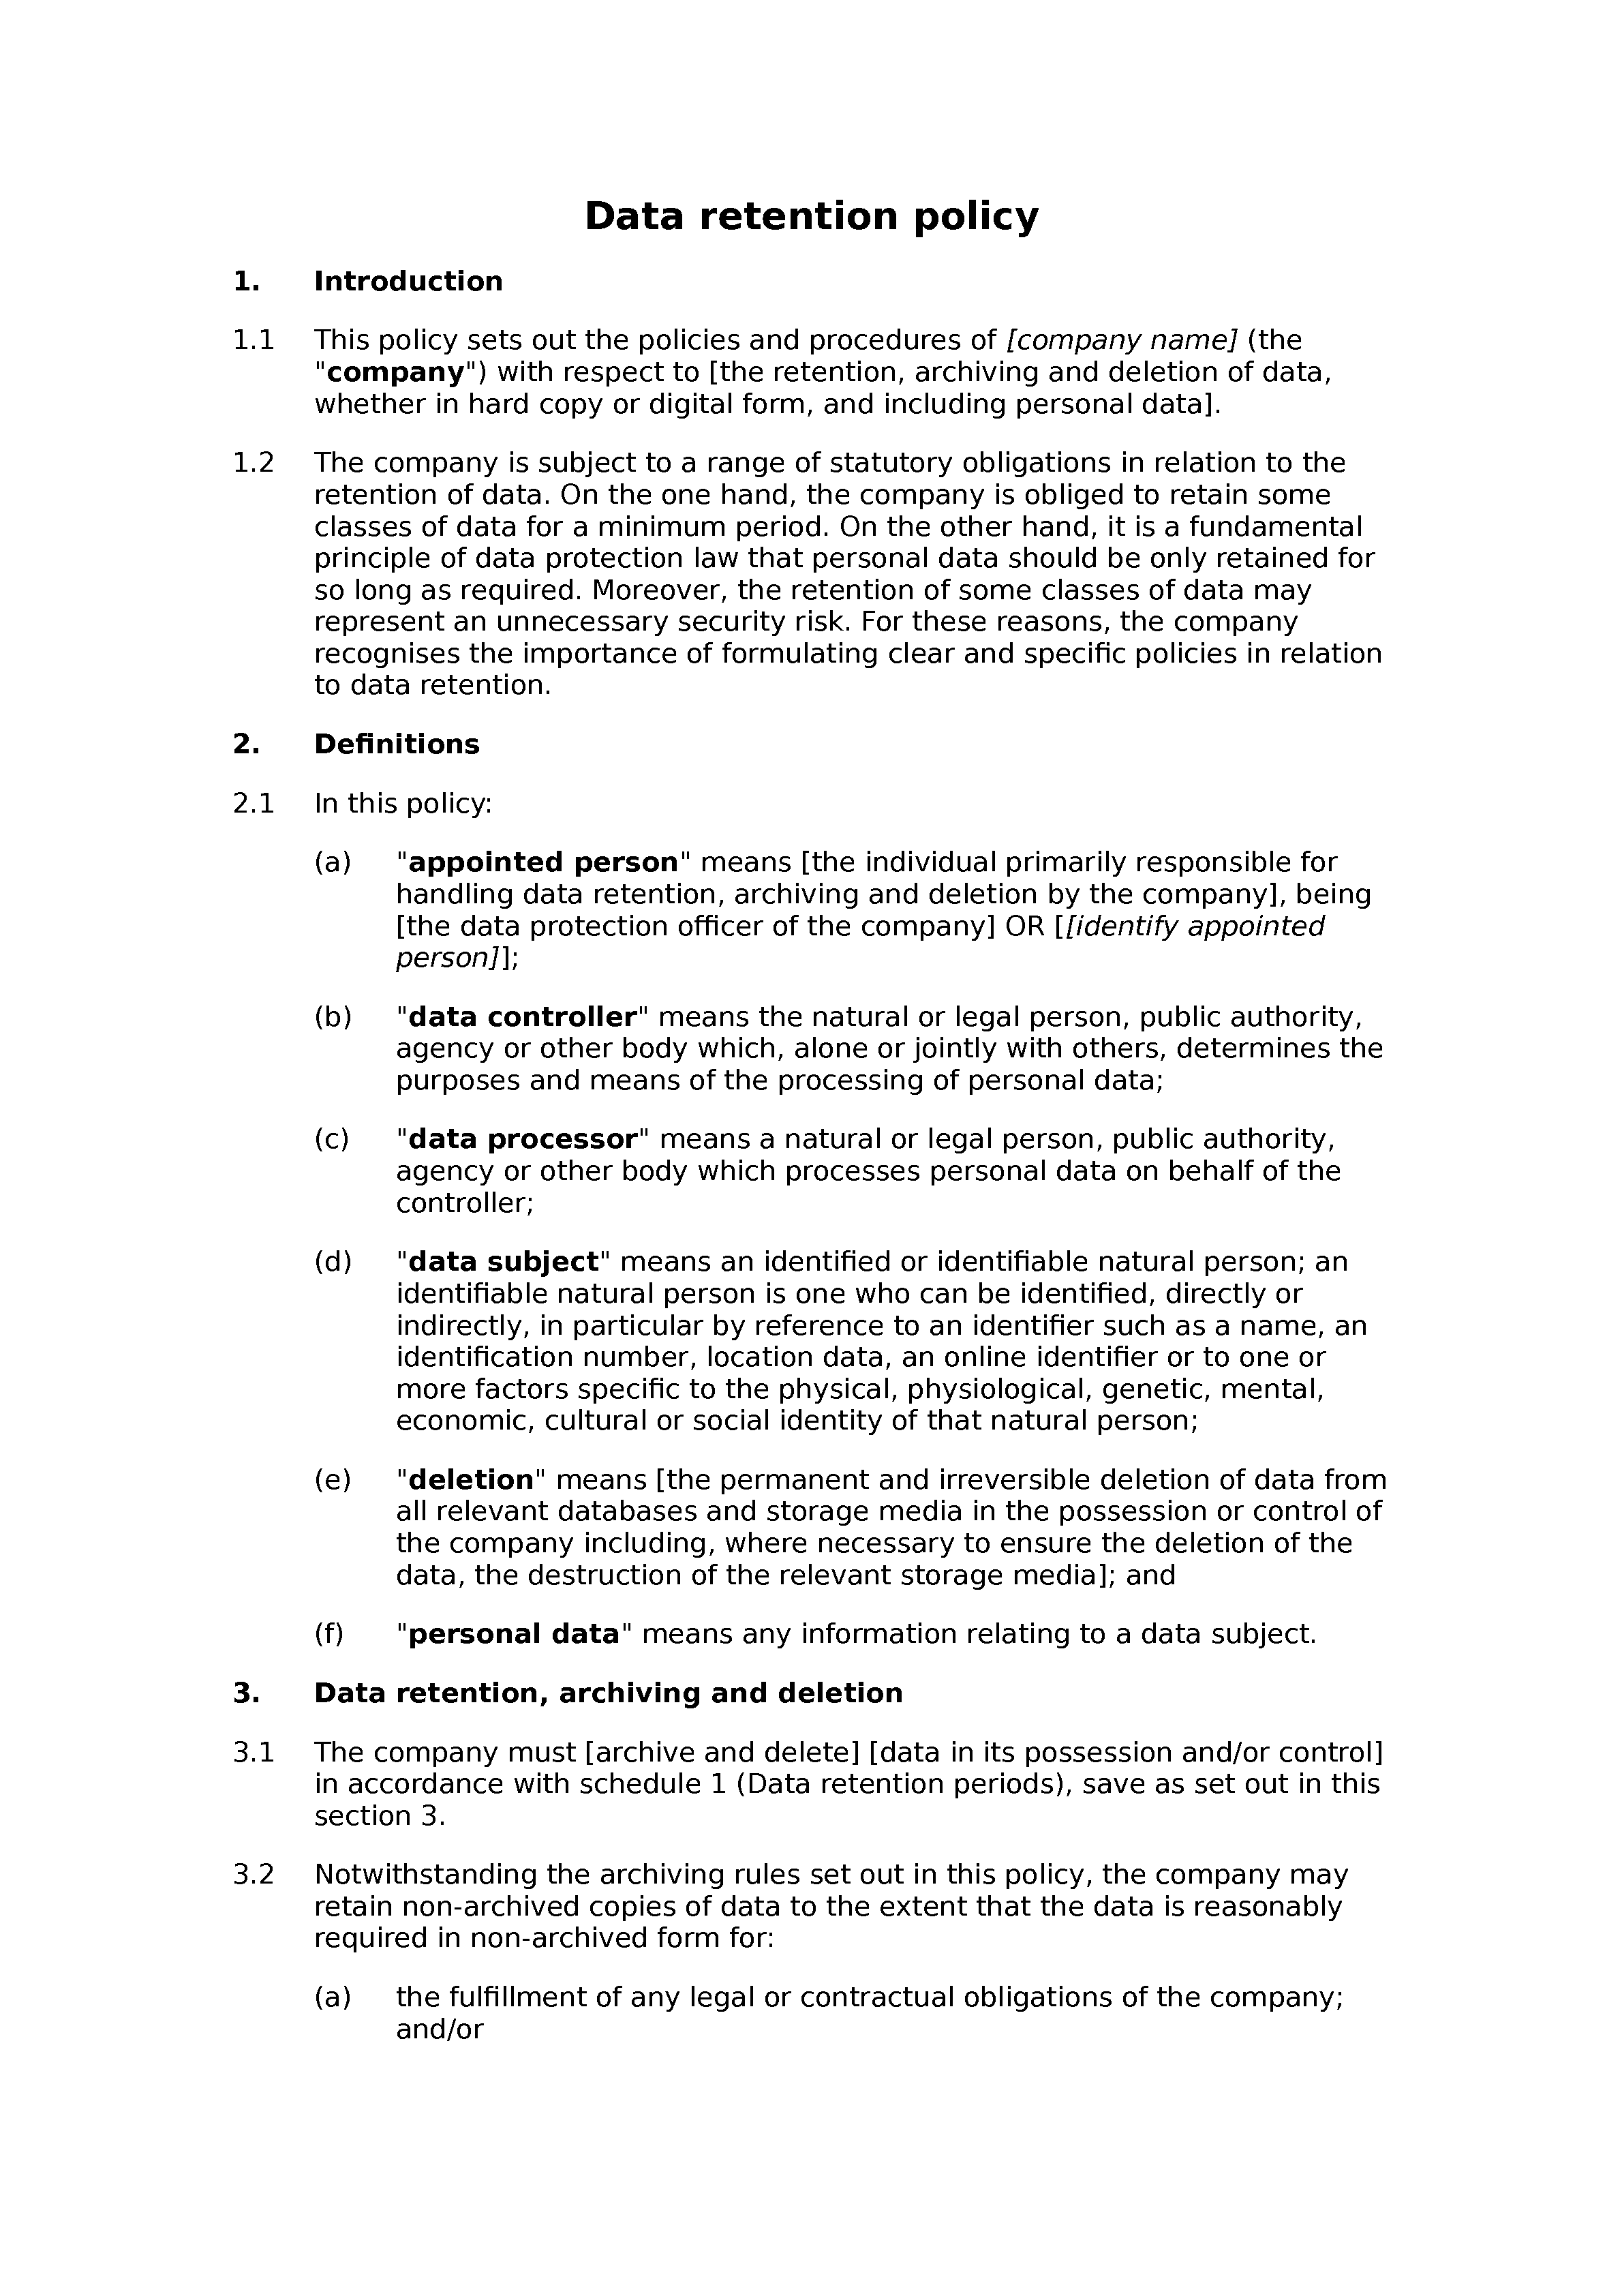 Data retention policy
1. Introduction
1.1 This policy sets out the policies and procedures of [company name] (the
"company") with respect to [the retention, archiving and deletion of data,
whether in hard copy or digital form, and including personal data].
1.2 The company is subject to a range of statutory obligations in relation to the
retention of data. On the one hand, the company is obliged to retain some
classes of data for a minimum period. On the other hand, it is a fundamental
principle of data protection law that personal data should be only retained for
so long as required. Moreover, the retention of some classes of data may
represent an unnecessary security risk. For these reasons, the company
recognises the importance of formulating clear and specific policies in relation
to data retention.
2. Definitions
2.1 In this policy:
(a) "appointed person" means [the individual primarily responsible for
handling data retention, archiving and deletion by the company], being
[the data protection officer of the company] OR [[identify appointed
person]];
(b) "data controller" means the natural or legal person, public authority,
agency or other body which, alone or jointly with others, determines the
purposes and means of the processing of personal data;
(c) "data processor" means a natural or legal person, public authority,
agency or other body which processes personal data on behalf of the
controller;
(d) "data subject" means an identified or identifiable natural person; an
identifiable natural person is one who can be identified, directly or
indirectly, in particular by reference to an identifier such as a name, an
identification number, location data, an online identifier or to one or
more factors specific to the physical, physiological, genetic, mental,
economic, cultural or social identity of that natural person;
(e) "deletion" means [the permanent and irreversible deletion of data from
all relevant databases and storage media in the possession or control of
the company including, where necessary to ensure the deletion of the
data, the destruction of the relevant storage media]; and
(f) "personal data" means any information relating to a data subject.
3. Data retention, archiving and deletion
3.1 The company must [archive and delete] [data in its possession and/or control]
in accordance with schedule 1 (Data retention periods), save as set out in this
section 3.
3.2 Notwithstanding the archiving rules set out in this policy, the company may
retain non-archived copies of data to the extent that the data is reasonably
required in non-archived form for:
(a) the fulfillment of any legal or contractual obligations of the company;
and/or